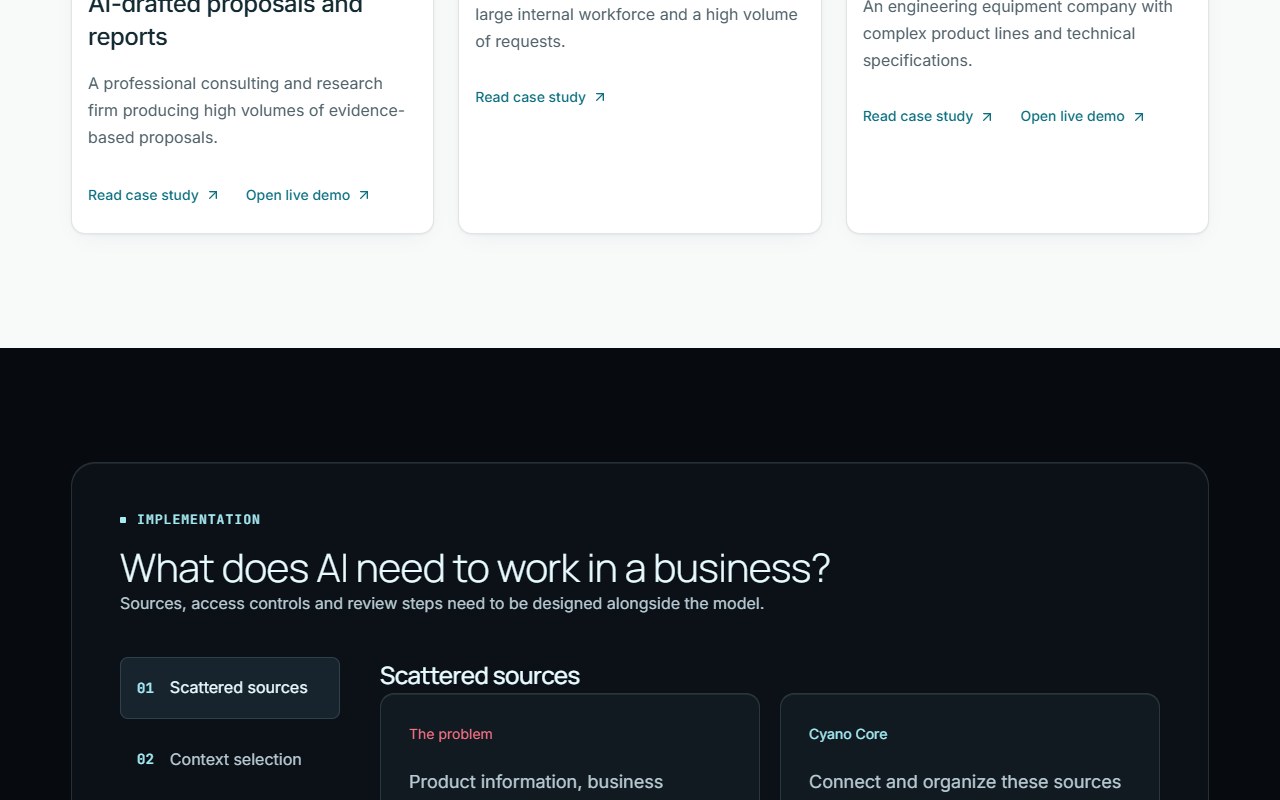 AI-drafted proposals and
reports
A professional consulting and research
firm producing high volumes of evidence-
based proposals.
Read case study
Open live demo
large internal workforce and a high volume
of requests.
Read case study
An engineering equipment company with
complex product lines and technical
specifications.
Read case study
Open live demo
IMPLEMENTATION
What does AI need to work in a business?
Sources, access controls and review steps need to be designed alongside the model.
01 Scattered sources
02 Context selection
Scattered sources
The problem
Product information, business
Cyano Core
Connect and organize these sources